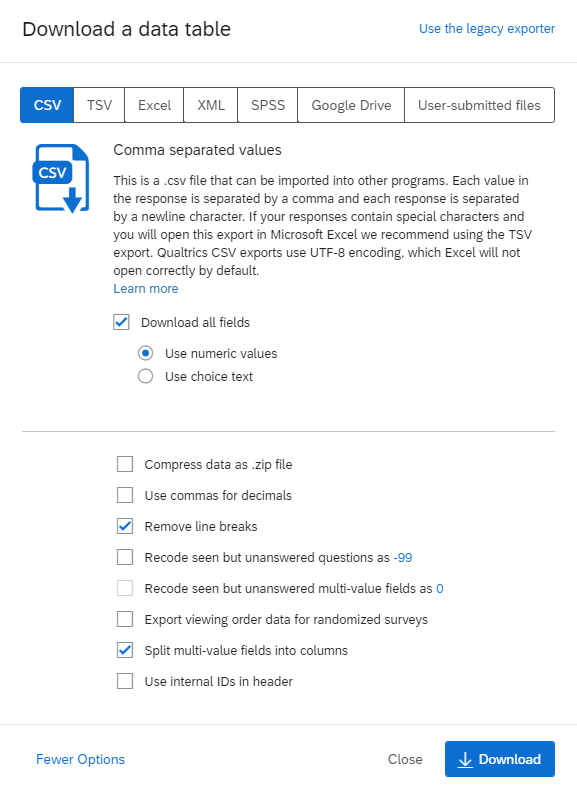 Download a data table
Use the legacy exporter
CSV
TSV
Excel
XML
SPSS
Google Drive
User-submitted files
CSV
Comma separated values
This is a .csv file that can be imported into other programs. Each value in
the response is separated by a comma and each response is separated
by a newline character. If your responses contain special characters and
you will open this export in Microsoft Excel we recommend using the TSV
export. Qualtrics CSV exports use UTF-8 encoding, which Excel will not
open correctly by default.
Learn more
Download all fields
Use numeric values
Use choice text
Compress data as .zip file
Use commas for decimals
Remove line breaks
Recode seen but unanswered questions as -99
Recode seen but unanswered multi-value fields as 0
Export viewing order data for randomized surveys
Split multi-value fields into columns
Use internal IDs in header
Fewer Options
Close
Download